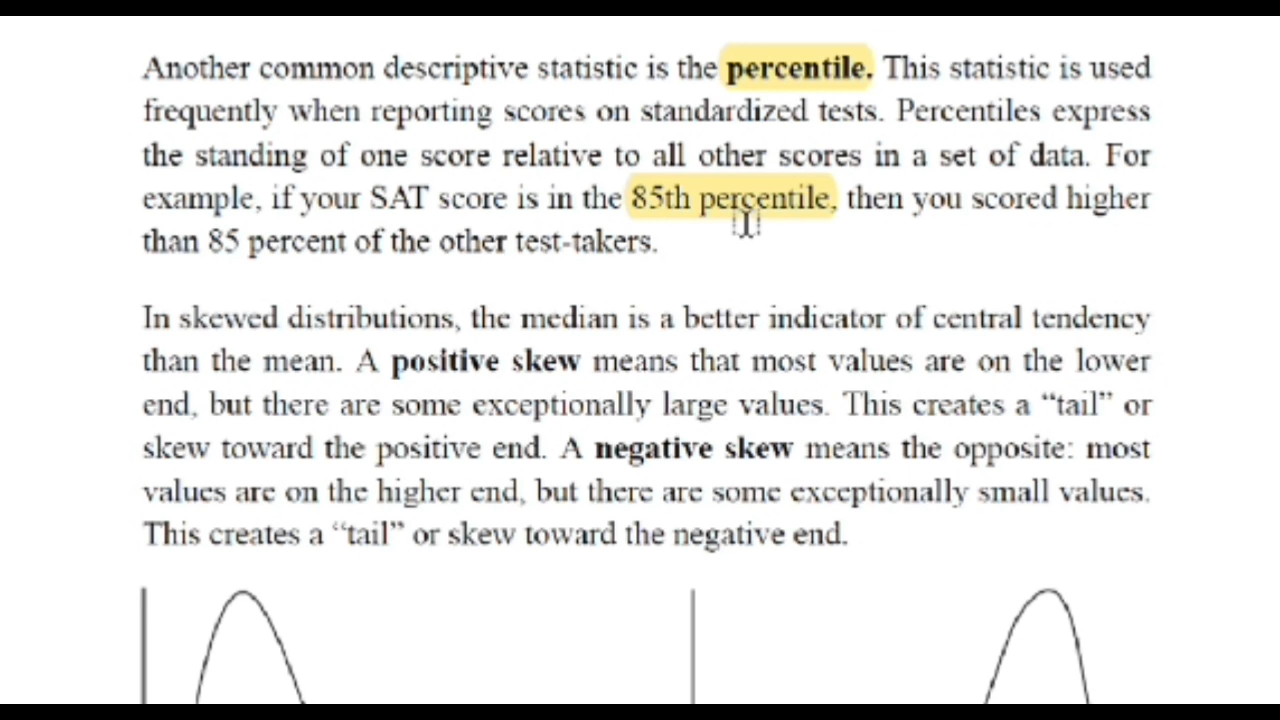 Another common descriptive statistic is the percentile. This statistic is used
frequently when reporting scores on standardized tests. Percentiles express
the standing of one score relative to all other scores in a set of data. For
example, if your SAT score is in the 85th percentile, then you scored higher
than 85 percent of the other test-takers.
In skewed distributions, the median is a better indicator of central tendency
than the mean. A positive skew means that most values are on the lower
end, but there are some exceptionally large values. This creates a “tail” or
skew toward the positive end. A negative skew means the opposite: most
values are on the higher end, but there are some exceptionally small values.
This creates a “tail” or skew toward the negative end.